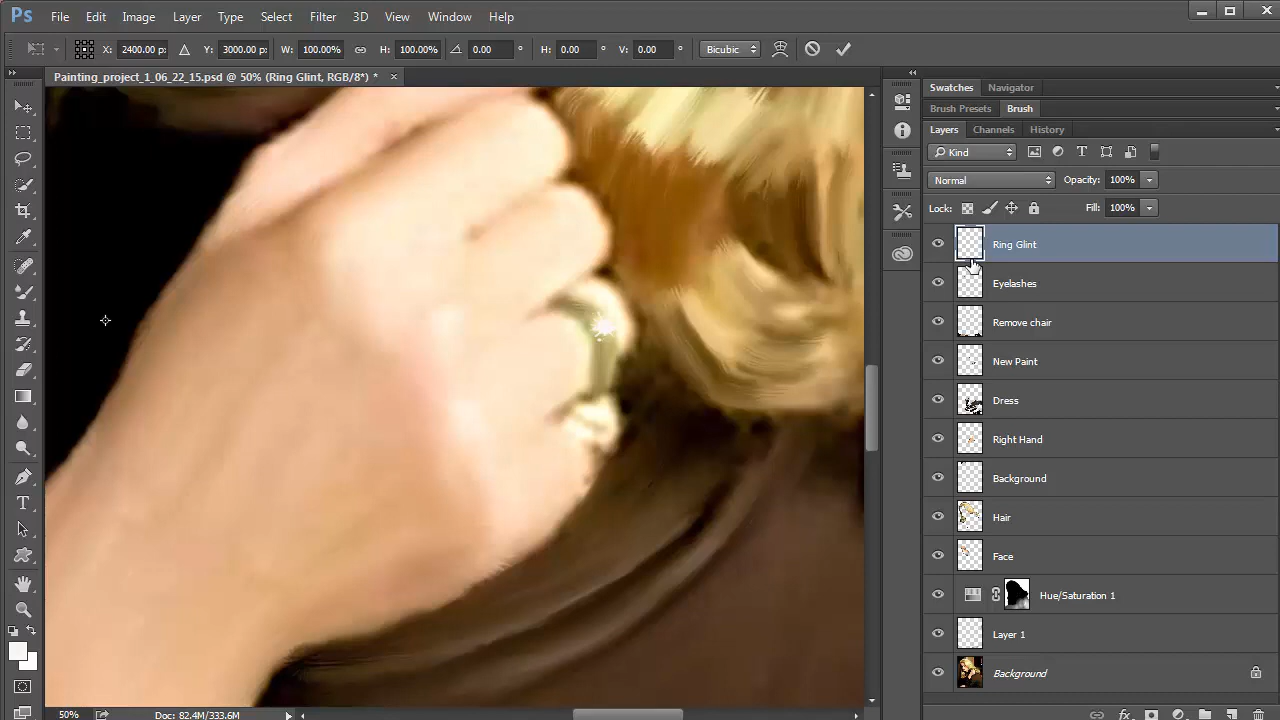 Ps File Edit Image Layer Type Select Filter 3D View Window Help
X: 2400.00 px Y: 3000.00 px W: 100.00% H: 100.00% 0.00 ° H: 0.00 ° V: 0.00 ° Bicubic
Painting_project_1_06_22_15.psd @ 50% (Ring Glint, RGB/8*) * ×
Swatches Navigator
Brush Presets Brush
Layers Channels History
Kind T
Normal Opacity: 100%
Lock: Fill: 100%
Ring Glint
Eyelashes
Remove chair
New Paint
Dress
Right Hand
Background
Hair
Face
Hue/Saturation 1
Layer 1
Background
T
50% Doc: 82.4M/333.6M
fx